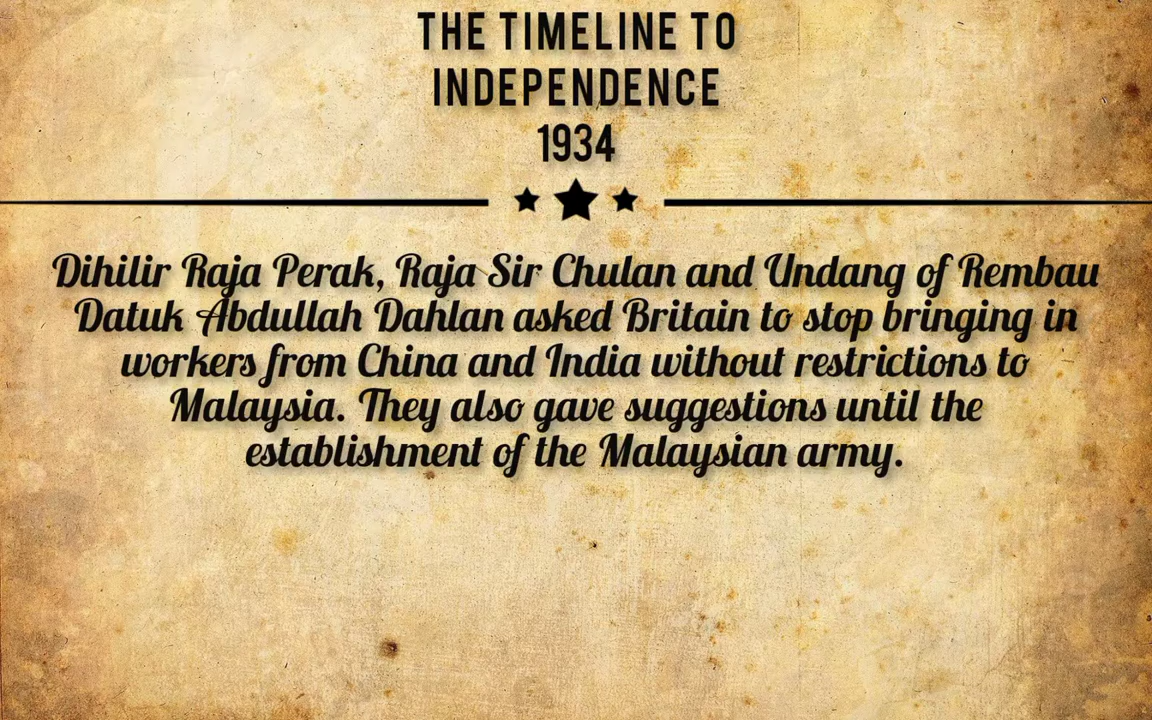 THE TIMELINE TO
INDEPENDENCE
1934
Dihilir Raja Perak, Raja Sir Chulan and Undang of Rembau
Datuk Abdullah Dahlan asked Britain to stop bringing in
workers from China and India without restrictions to
Malaysia. They also gave suggestions until the
establishment of the Malaysian army.